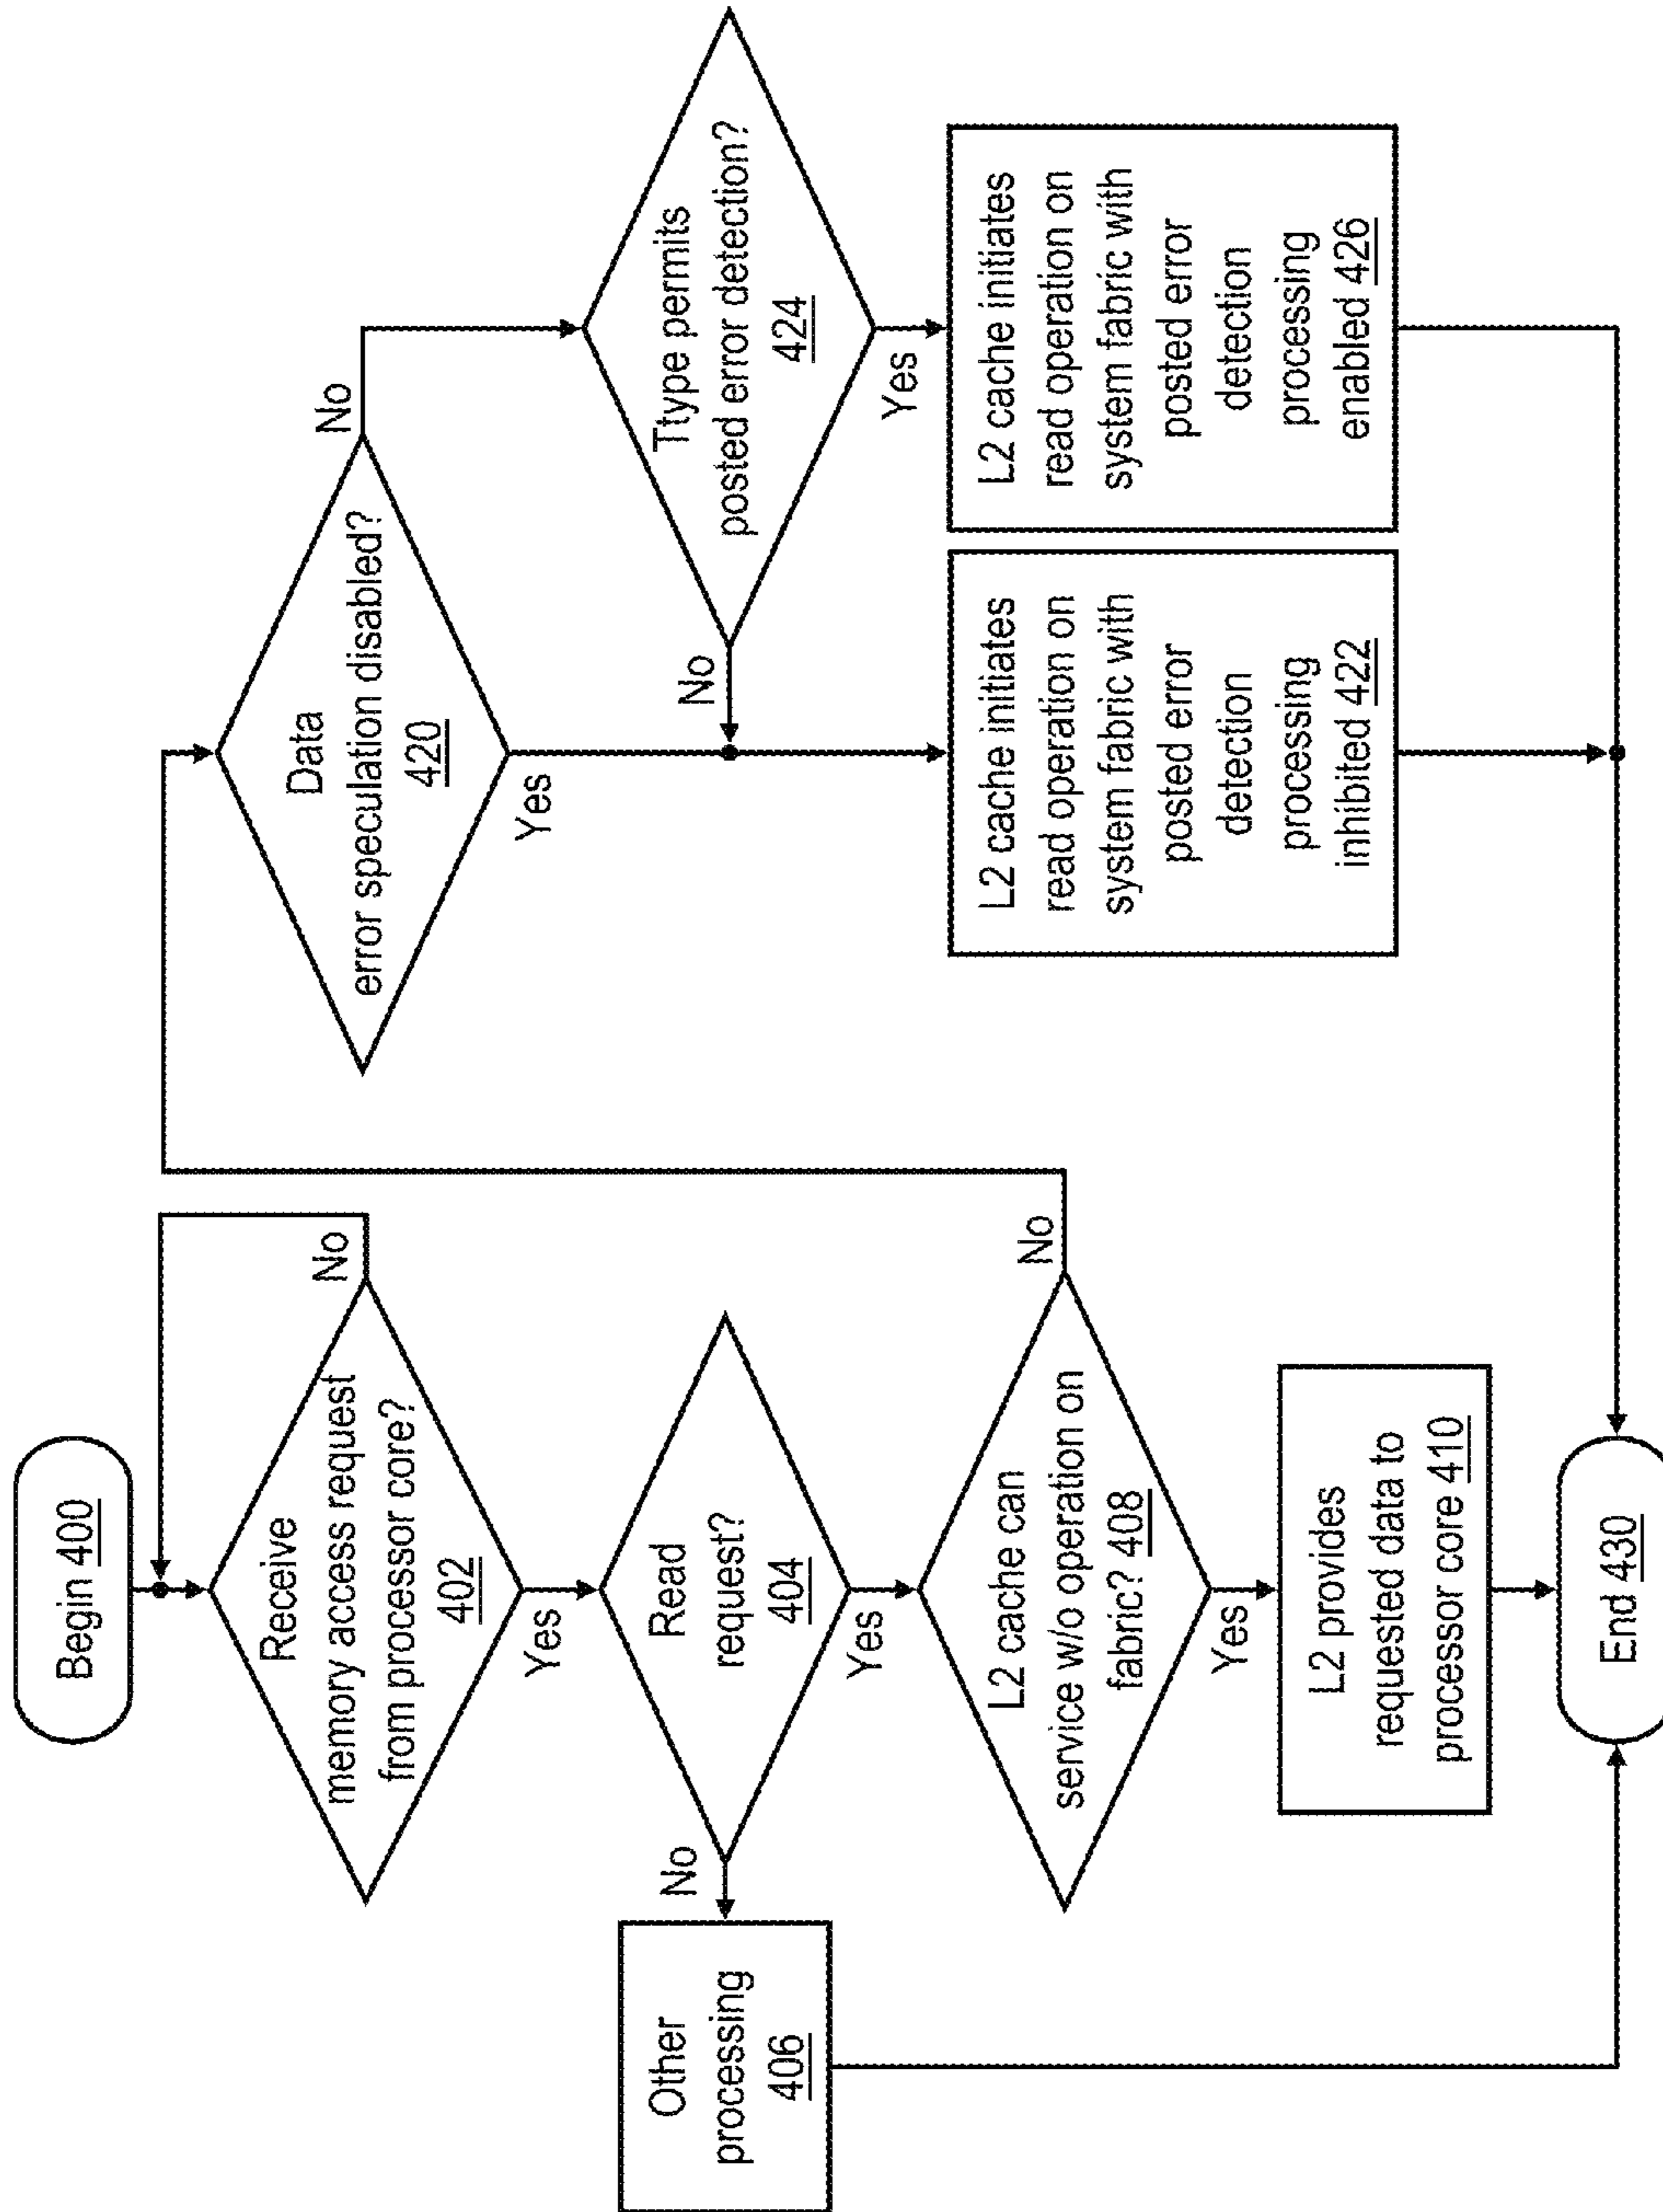 Begin 400
Receive
memory access request
from processor core?
402
No
Yes
Read
request?
404
No
Other
processing
406
Yes
L2 cache can
service w/o operation on
fabric? 408
No
Yes
L2 provides
requested data to
processor core 410
End 430
Data
error speculation disabled?
420
No
Yes
Ttype permits
posted error detection?
424
No
Yes
L2 cache initiates
read operation on
system fabric with
posted error
detection
processing
inhibited 422
L2 cache initiates
read operation on
system fabric with
posted error
detection
processing
enabled 426